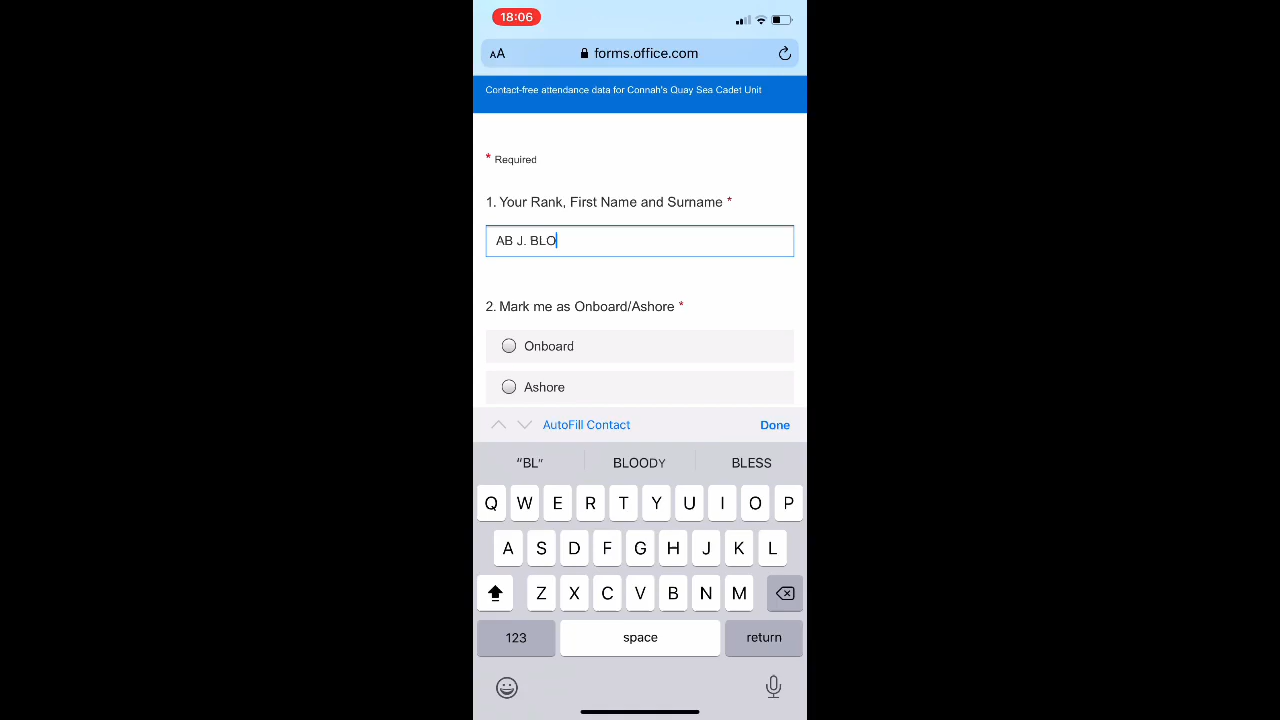 18:06
AA forms.office.com
Contact-free attendance data for Connah's Quay Sea Cadet Unit
* Required
1. Your Rank, First Name and Surname *
AB J. BLO
2. Mark me as Onboard/Ashore *
Onboard
Ashore
AutoFill Contact Done
“BL” BLOODY BLESS
Q W E R T Y U I O P
A S D F G H J K L
Z X C V B N M
123 space return